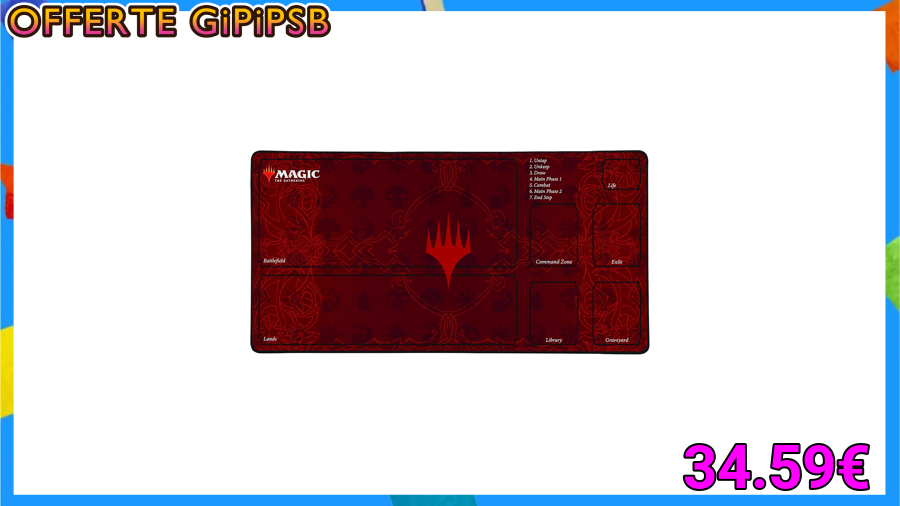 OFFERTE GiPiPSB
MAGIC
THE GATHERING
1. Untap
2. Unkeep
3. Draw
4. Main Phase 1
5. Combat
6. Main Phase 2
7. End Step
Life
Battlefield
Command Zone
Exile
Lands
Library
Graveyard
34.59€